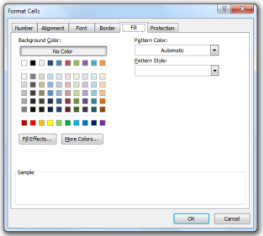 Format Cells
Number Alignment Font Border Fill Protection
Background Color:
No Color
Pattern Color:
Automatic
Pattern Style:
Fill Effects...
More Colors...
Sample
OK
Cancel